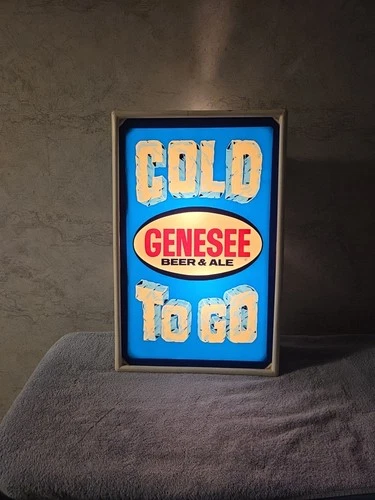 COLD
GENESEE
BEER & ALE
To GO